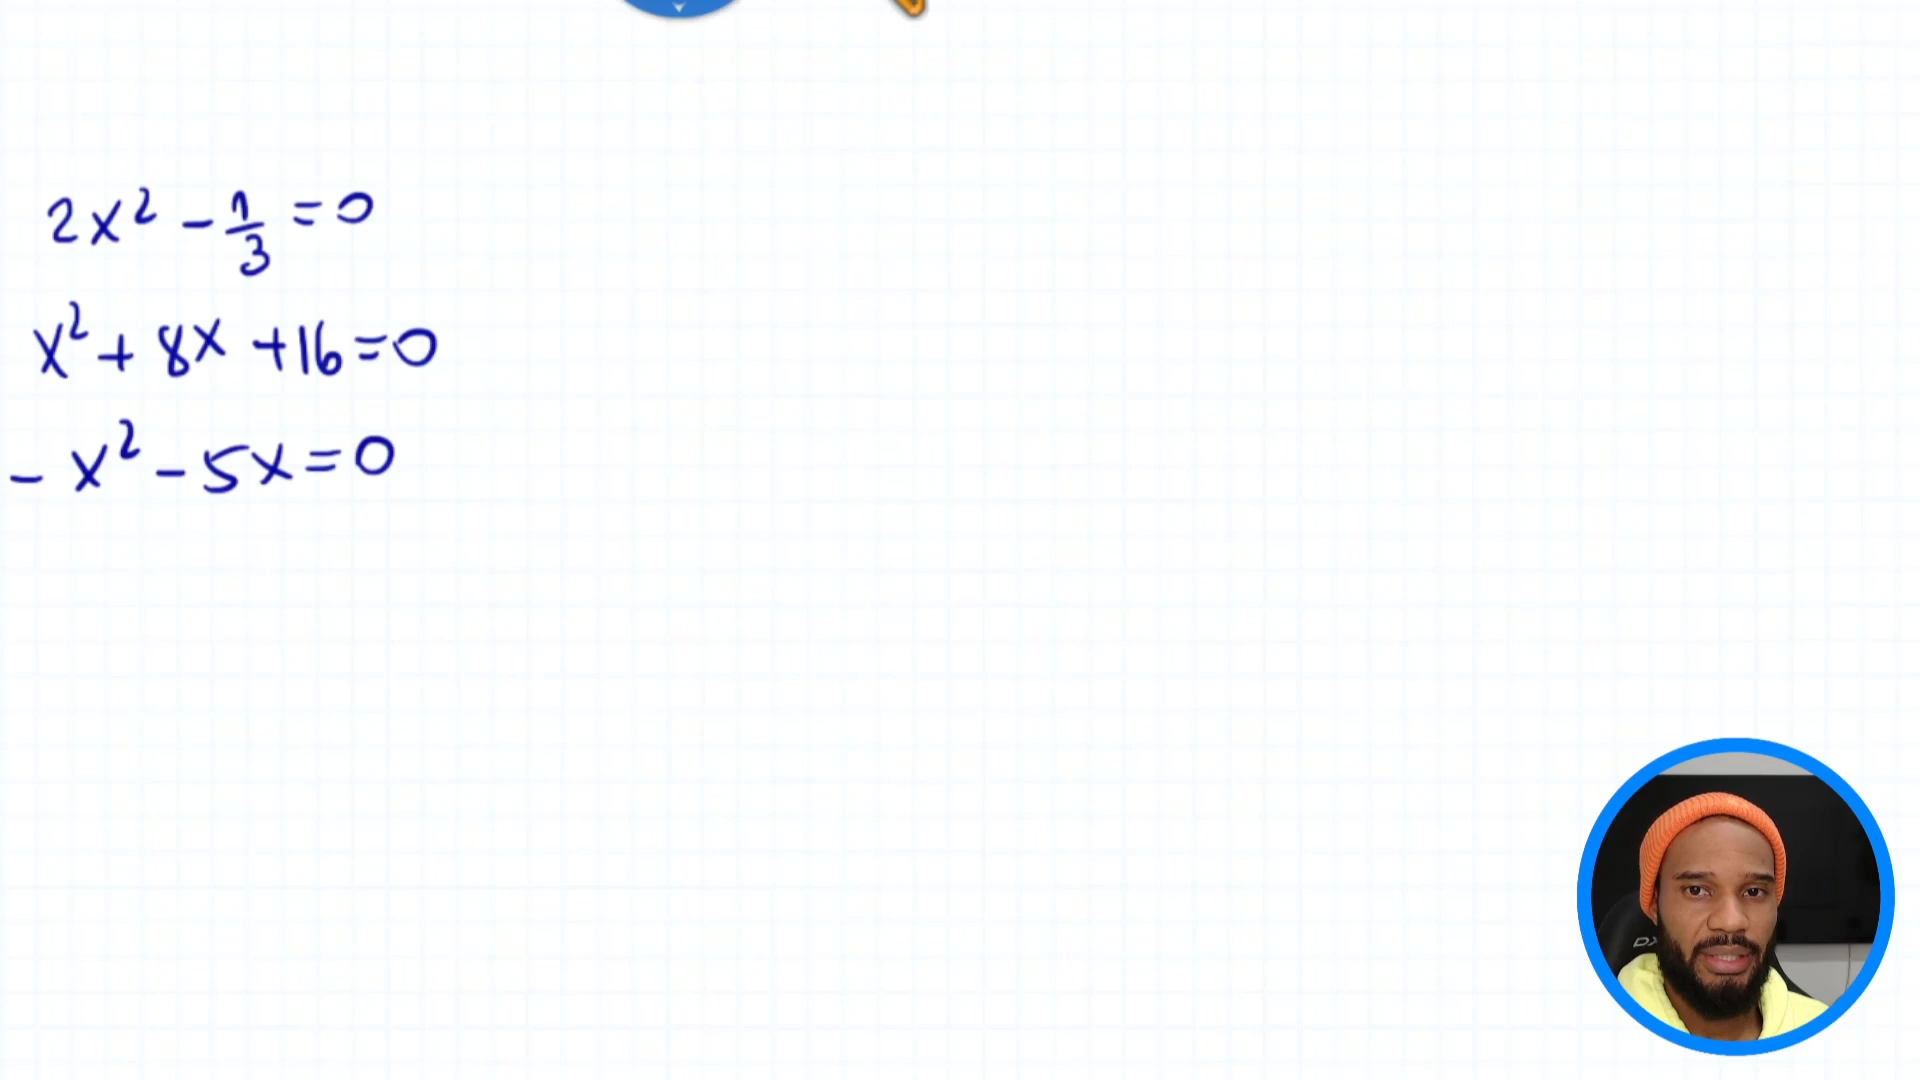 2x² - 1/3 = 0
x² + 8x + 16 = 0
- x² - 5x = 0